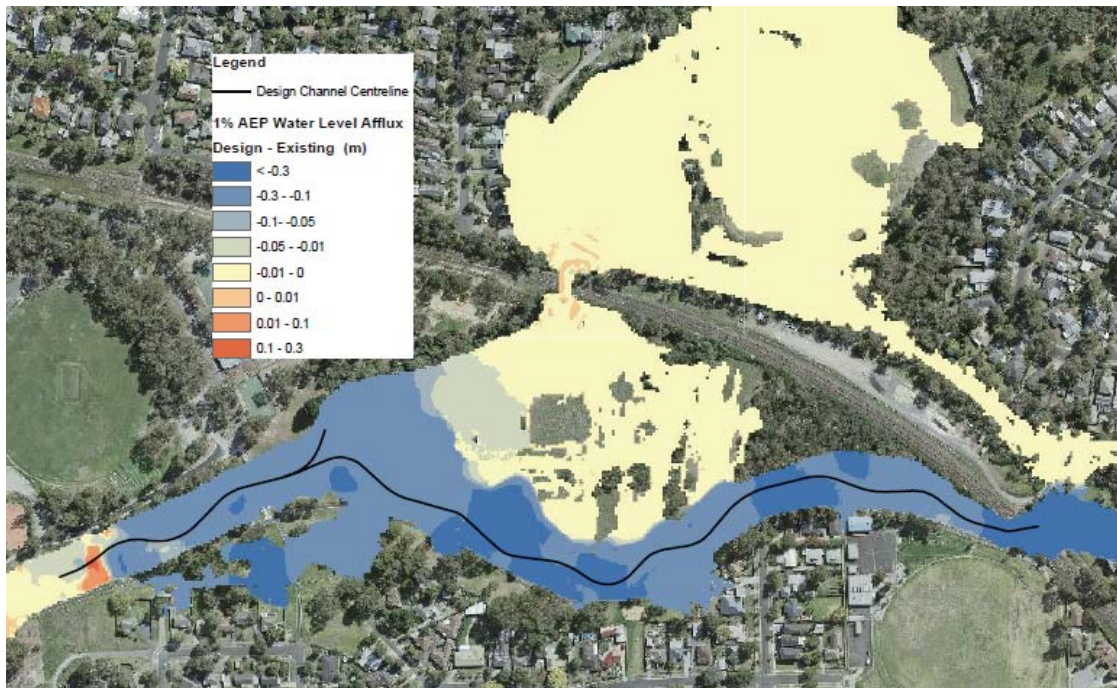 Legend
Design Channel Centreline
1% AEP Water Level Afflux
Design - Existing (m)
< -0.3
-0.3 - -0.1
-0.1- -0.05
-0.05 - -0.01
-0.01 - 0
0 - 0.01
0.01 - 0.1
0.1 - 0.3